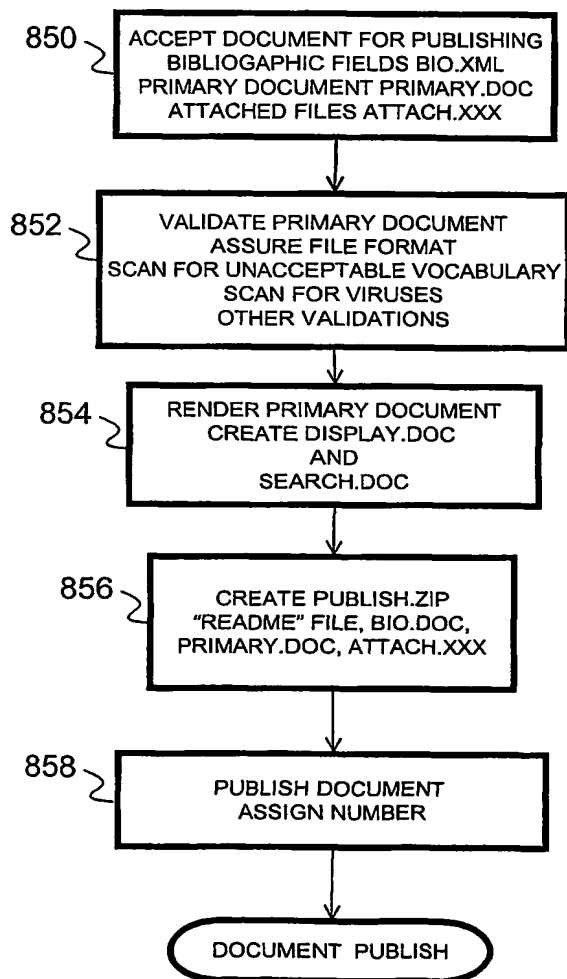 850
ACCEPT DOCUMENT FOR PUBLISHING
BIBLIOGAPHIC FIELDS BIO.XML
PRIMARY DOCUMENT PRIMARY.DOC
ATTACHED FILES ATTACH.XXX
852
VALIDATE PRIMARY DOCUMENT
ASSURE FILE FORMAT
SCAN FOR UNACCEPTABLE VOCABULARY
SCAN FOR VIRUSES
OTHER VALIDATIONS
854
RENDER PRIMARY DOCUMENT
CREATE DISPLAY.DOC
AND
SEARCH.DOC
856
CREATE PUBLISH.ZIP
"README" FILE, BIO.DOC,
PRIMARY.DOC, ATTACH.XXX
858
PUBLISH DOCUMENT
ASSIGN NUMBER
DOCUMENT PUBLISH